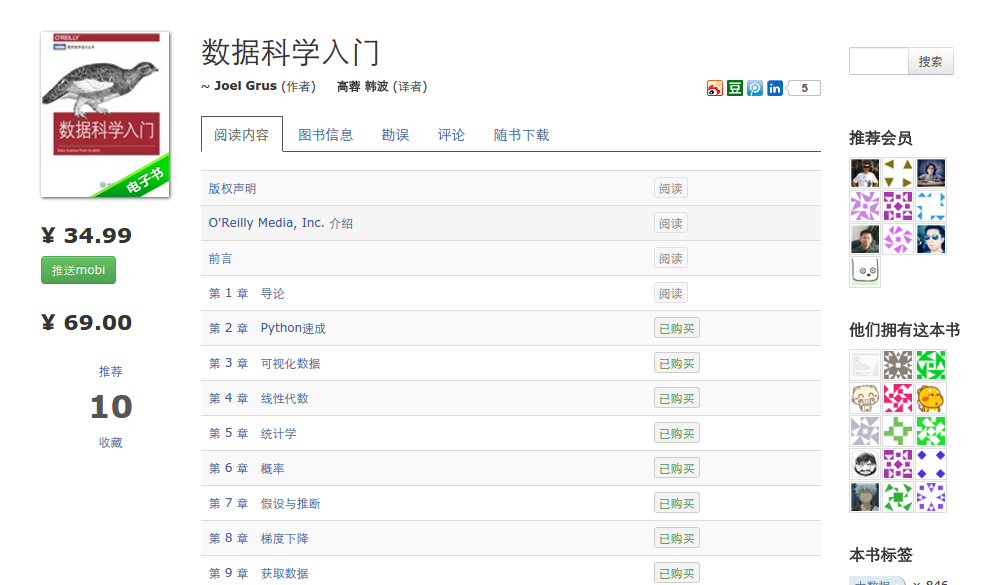 O'REILLY
数据科学入门
Data Science from Scratch
电子书
¥ 34.99
推送mobi
¥ 69.00
推荐
10
收藏
数据科学入门
~ Joel Grus (作者) 高蓉 韩波 (译者)
豆 in 5
阅读内容 图书信息 勘误 评论 随书下载
版权声明 阅读
O'Reilly Media, Inc. 介绍 阅读
前言 阅读
第 1 章 导论 阅读
第 2 章 Python速成 已购买
第 3 章 可视化数据 已购买
第 4 章 线性代数 已购买
第 5 章 统计学 已购买
第 6 章 概率 已购买
第 7 章 假设与推断 已购买
第 8 章 梯度下降 已购买
第 9 章 获取数据 已购买
搜索
推荐会员
他们拥有这本书
本书标签
大数据 × 846